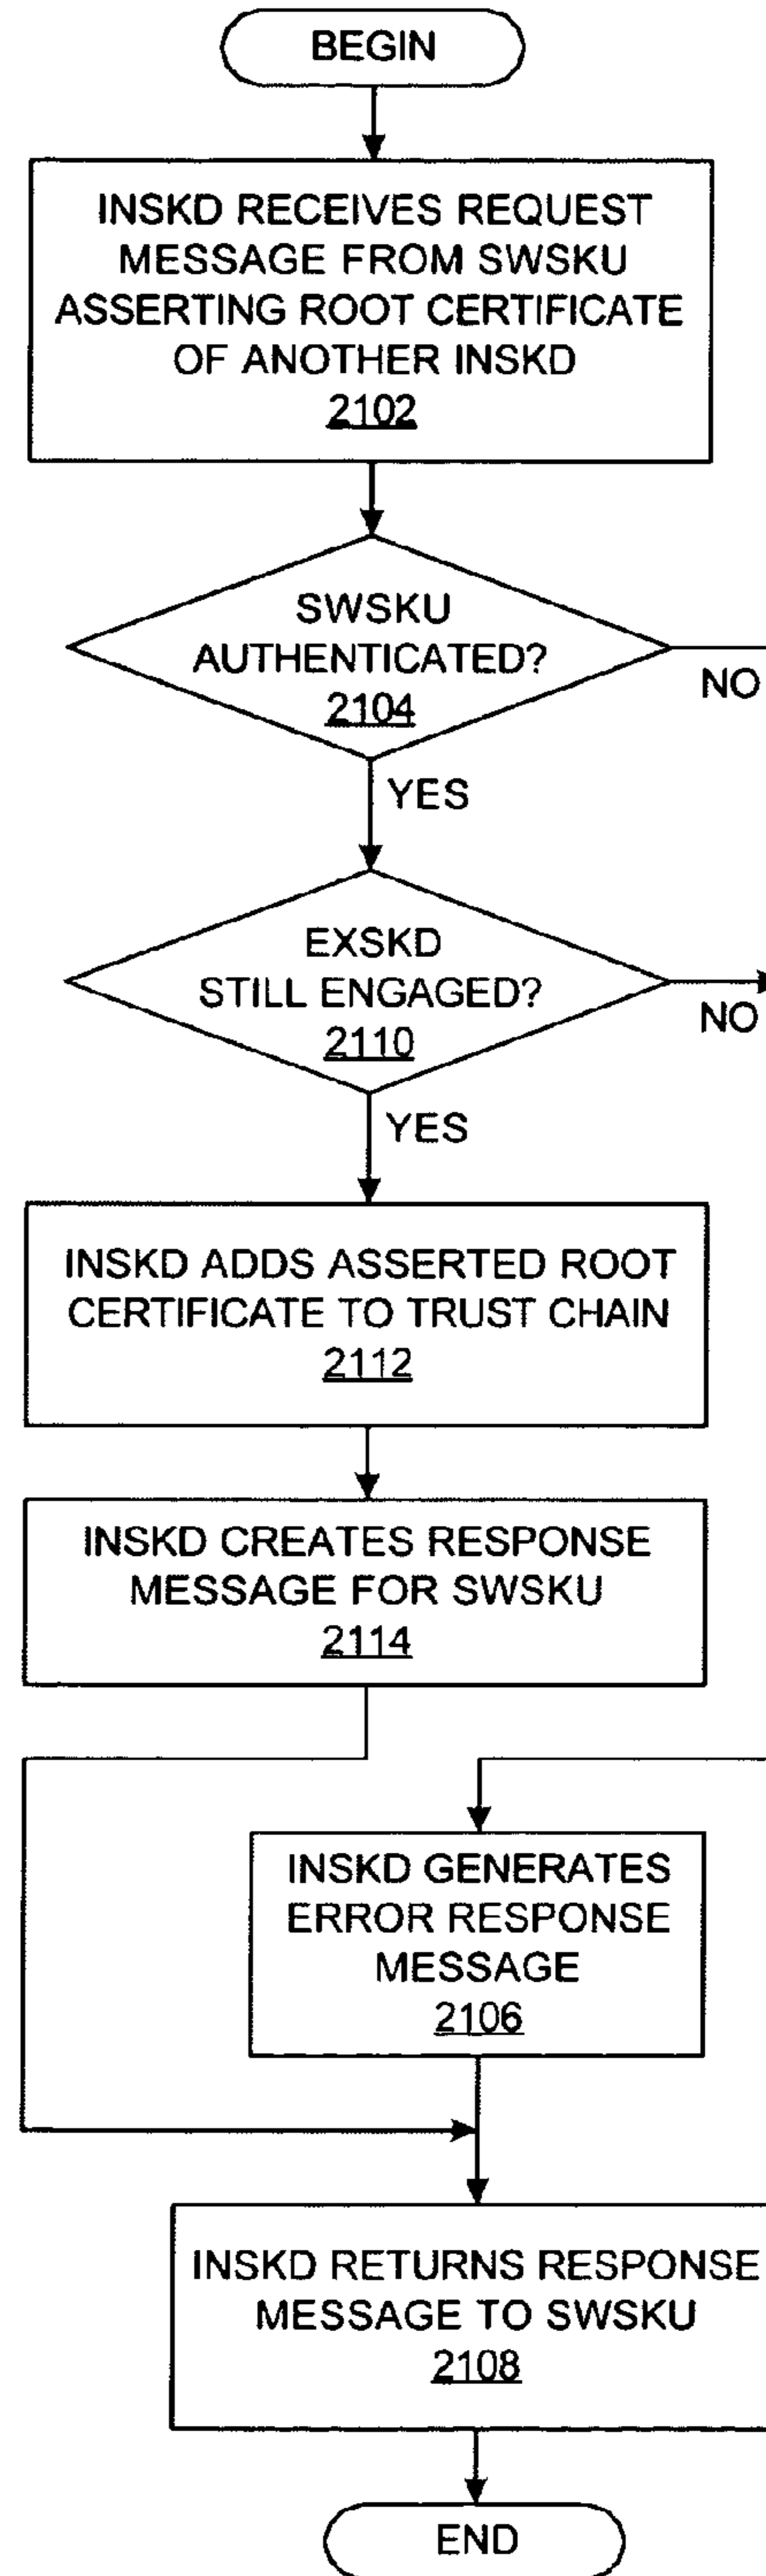 BEGIN
INSKD RECEIVES REQUEST
MESSAGE FROM SWSKU
ASSERTING ROOT CERTIFICATE
OF ANOTHER INSKD
2102
SWSKU
AUTHENTICATED?
2104
NO
YES
EXSKD
STILL ENGAGED?
2110
NO
YES
INSKD ADDS ASSERTED ROOT
CERTIFICATE TO TRUST CHAIN
2112
INSKD CREATES RESPONSE
MESSAGE FOR SWSKU
2114
INSKD GENERATES
ERROR RESPONSE
MESSAGE
2106
INSKD RETURNS RESPONSE
MESSAGE TO SWSKU
2108
END